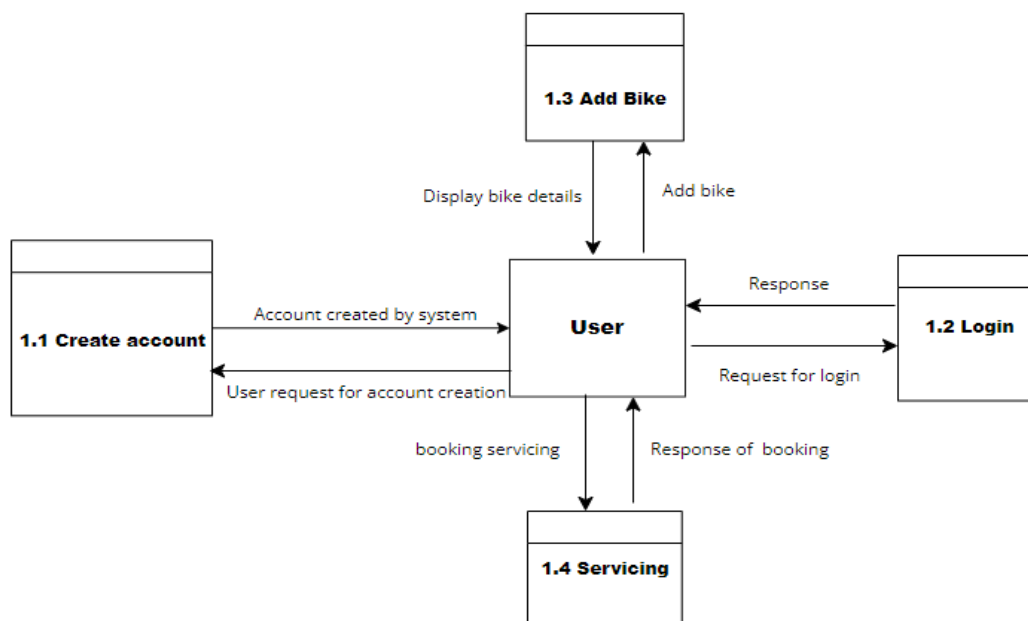 1.3 Add Bike
Display bike details
Add bike
1.1 Create account
Account created by system
User request for account creation
User
Response
Request for login
1.2 Login
booking servicing
Response of booking
1.4 Servicing